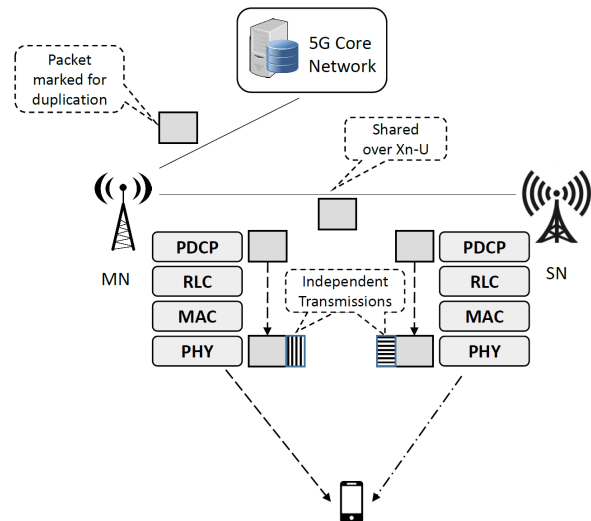 5G Core
Network
Packet
marked for
duplication
Shared
over Xn-U
MN
SN
PDCP
RLC
MAC
PHY
Independent
Transmissions
PDCP
RLC
MAC
PHY